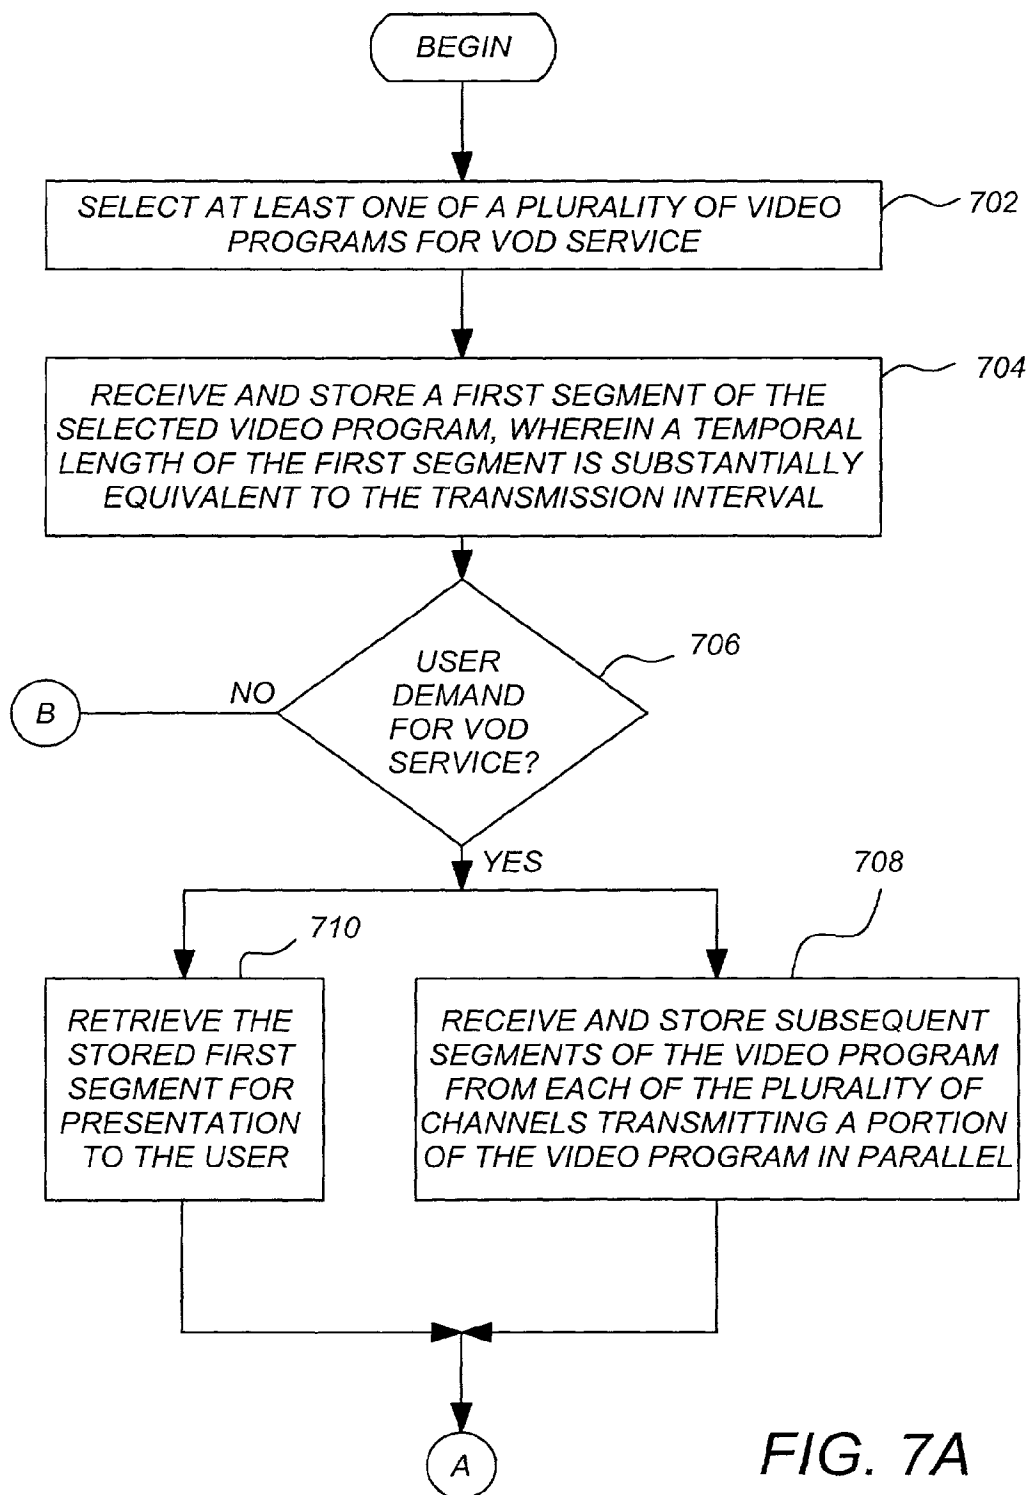 BEGIN
SELECT AT LEAST ONE OF A PLURALITY OF VIDEO
PROGRAMS FOR VOD SERVICE
702
RECEIVE AND STORE A FIRST SEGMENT OF THE
SELECTED VIDEO PROGRAM, WHEREIN A TEMPORAL
LENGTH OF THE FIRST SEGMENT IS SUBSTANTIALLY
EQUIVALENT TO THE TRANSMISSION INTERVAL
704
USER
DEMAND
FOR VOD
SERVICE?
706
NO
B
YES
708
710
RETRIEVE THE
STORED FIRST
SEGMENT FOR
PRESENTATION
TO THE USER
RECEIVE AND STORE SUBSEQUENT
SEGMENTS OF THE VIDEO PROGRAM
FROM EACH OF THE PLURALITY OF
CHANNELS TRANSMITTING A PORTION
OF THE VIDEO PROGRAM IN PARALLEL
A
FIG. 7A